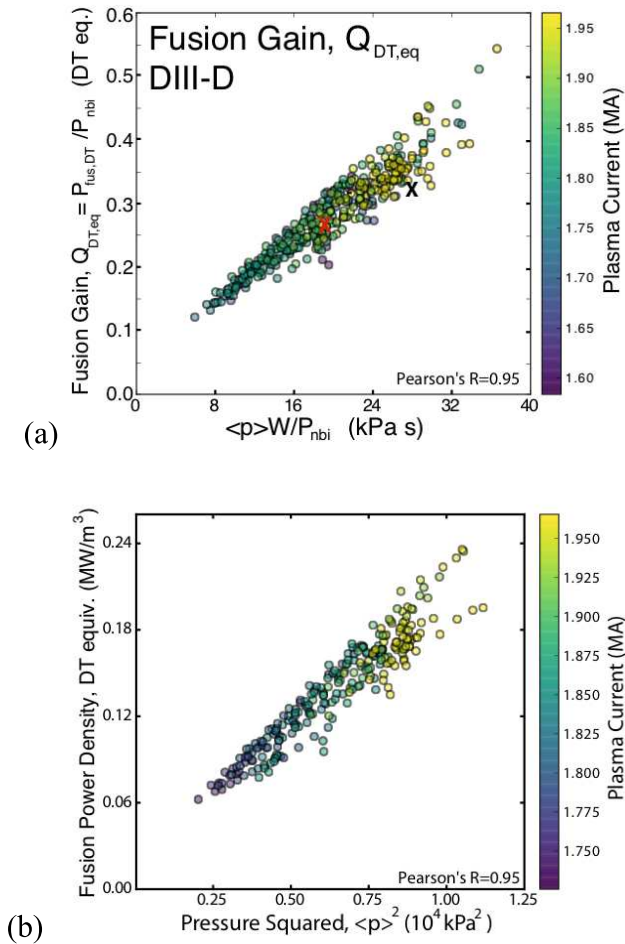 Fusion Gain, Q_DT,eq
DIII-D
Fusion Gain, Q_DT,eq = P_fus,DT /P_nbi (DT eq.)
0.6
0.5
0.4
0.3
0.2
0.1
0.0
X
X
Pearson's R=0.95
0 8 16 24 32 40
<p>W/P_nbi (kPa s)
1.95
1.90
1.85
1.80
1.75
1.70
1.65
1.60
Plasma Current (MA)
(a)
Fusion Power Density, DT equiv. (MW/m³)
0.24
0.18
0.12
0.06
0.00
Pearson's R=0.95
0.25 0.50 0.75 1.00 1.25
Pressure Squared, <p>² (10⁴ kPa²)
1.950
1.925
1.900
1.875
1.850
1.825
1.800
1.775
1.750
Plasma Current (MA)
(b)